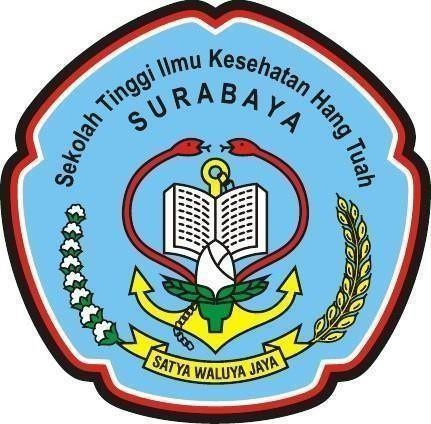 Sekolah Tinggi Ilmu Kesehatan Hang Tuah
SURABAYA
SATYA WALUYA JAYA